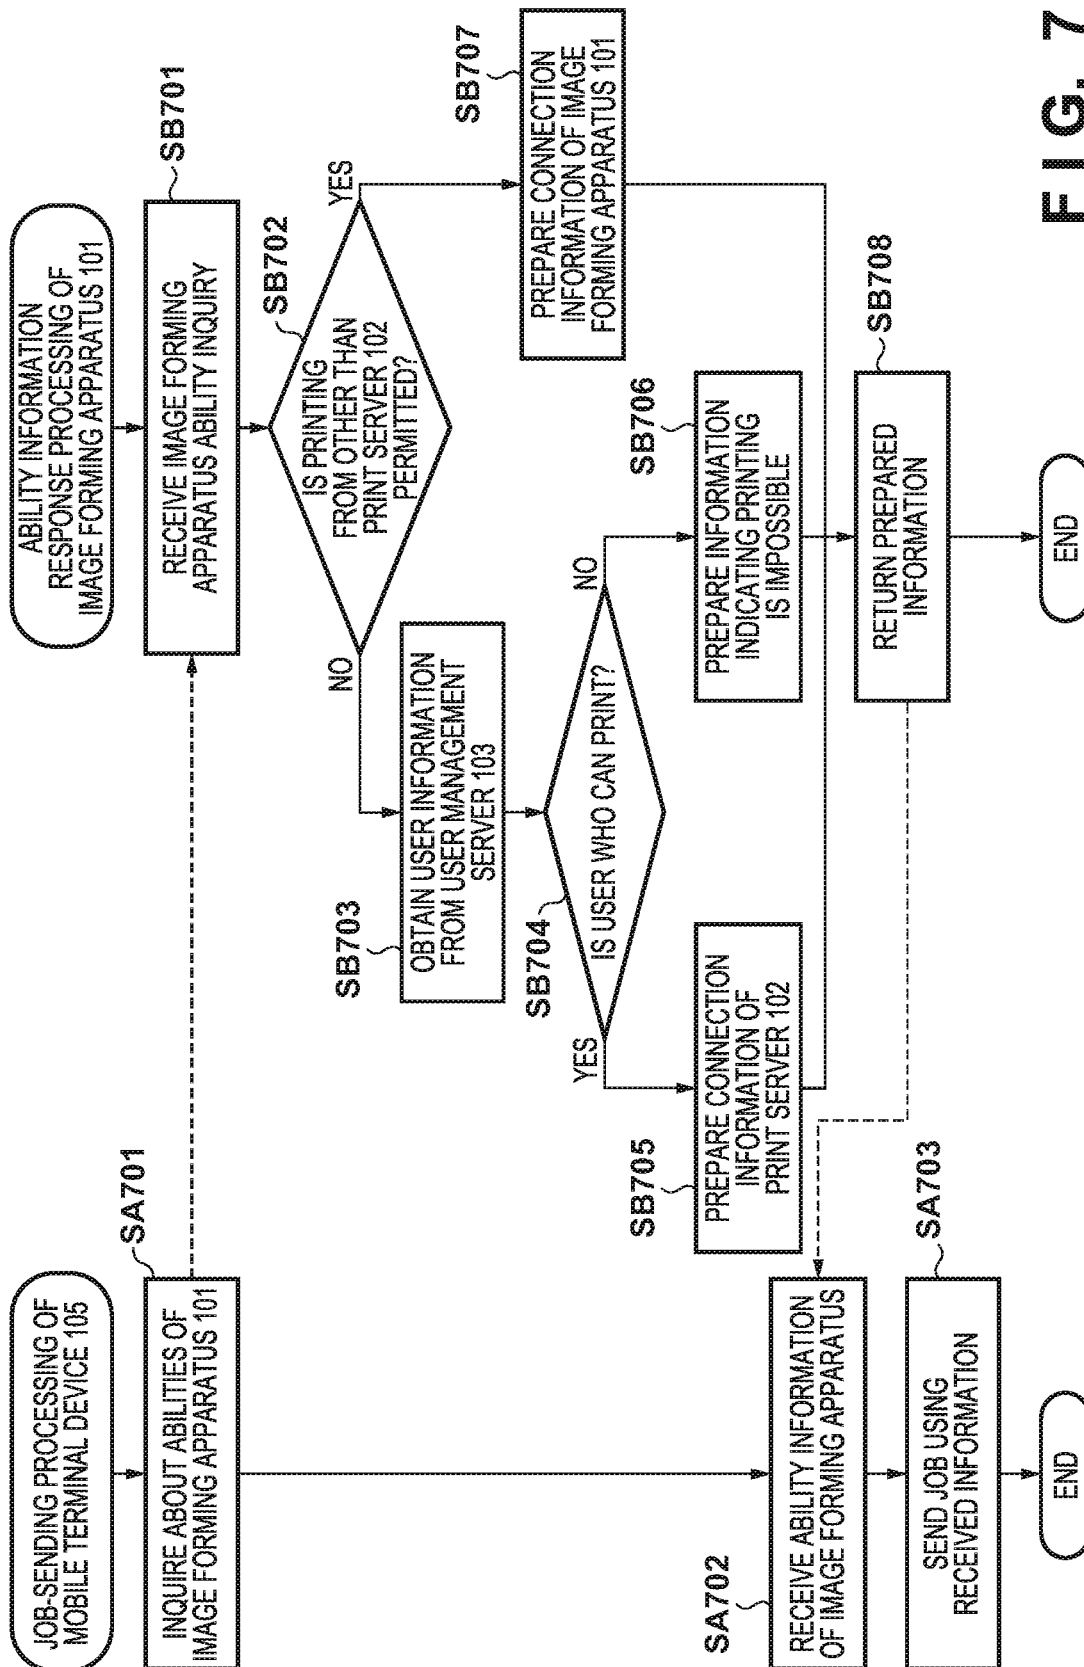 JOB-SENDING PROCESSING OF
MOBILE TERMINAL DEVICE 105
SA701
INQUIRE ABOUT ABILITIES OF
IMAGE FORMING APPARATUS 101
SA702
RECEIVE ABILITY INFORMATION
OF IMAGE FORMING APPARATUS
SA703
SEND JOB USING
RECEIVED INFORMATION
END
ABILITY INFORMATION
RESPONSE PROCESSING OF
IMAGE FORMING APPARATUS 101
SB701
RECEIVE IMAGE FORMING
APPARATUS ABILITY INQUIRY
SB702
IS PRINTING
FROM OTHER THAN
PRINT SERVER 102
PERMITTED?
NO
YES
SB703
OBTAIN USER INFORMATION
FROM USER MANAGEMENT
SERVER 103
SB704
IS USER WHO CAN PRINT?
YES
NO
SB705
PREPARE CONNECTION
INFORMATION OF
PRINT SERVER 102
SB706
PREPARE INFORMATION
INDICATING PRINTING
IS IMPOSSIBLE
SB707
PREPARE CONNECTION
INFORMATION OF IMAGE
FORMING APPARATUS 101
SB708
RETURN PREPARED
INFORMATION
END
FIG. 7